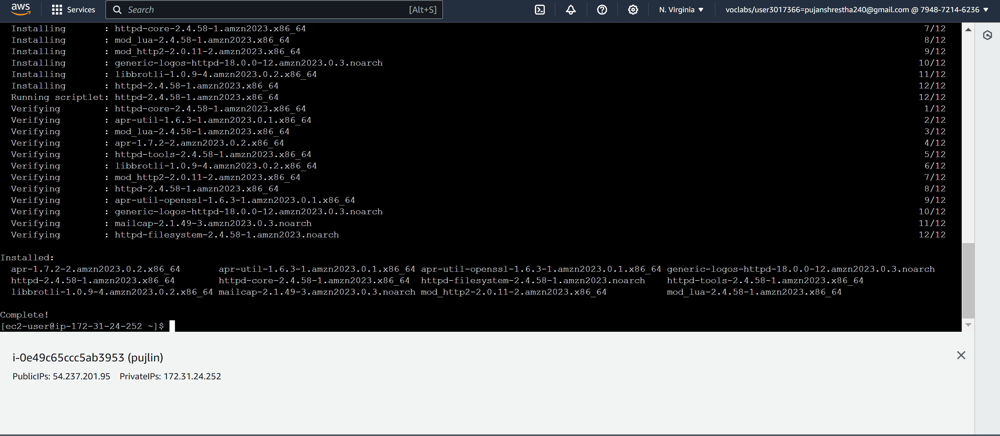 aws Services Search [Alt+S] N. Virginia voclabs/user3017366=pujanshrestha240@gmail.com @ 7948-7214-6236
Installing : httpd-core-2.4.58-1.amzn2023.x86_64 7/12
Installing : mod_lua-2.4.58-1.amzn2023.x86_64 8/12
Installing : mod_http2-2.0.11-2.amzn2023.x86_64 9/12
Installing : generic-logos-httpd-18.0.0-12.amzn2023.0.3.noarch 10/12
Installing : libbrotli-1.0.9-4.amzn2023.0.2.x86_64 11/12
Installing : httpd-2.4.58-1.amzn2023.x86_64 12/12
Running scriptlet: httpd-2.4.58-1.amzn2023.x86_64 12/12
Verifying : httpd-core-2.4.58-1.amzn2023.x86_64 1/12
Verifying : apr-util-1.6.3-1.amzn2023.0.1.x86_64 2/12
Verifying : mod_lua-2.4.58-1.amzn2023.x86_64 3/12
Verifying : apr-1.7.2-2.amzn2023.0.2.x86_64 4/12
Verifying : httpd-tools-2.4.58-1.amzn2023.x86_64 5/12
Verifying : libbrotli-1.0.9-4.amzn2023.0.2.x86_64 6/12
Verifying : mod_http2-2.0.11-2.amzn2023.x86_64 7/12
Verifying : httpd-2.4.58-1.amzn2023.x86_64 8/12
Verifying : apr-util-openssl-1.6.3-1.amzn2023.0.1.x86_64 9/12
Verifying : generic-logos-httpd-18.0.0-12.amzn2023.0.3.noarch 10/12
Verifying : mailcap-2.1.49-3.amzn2023.0.3.noarch 11/12
Verifying : httpd-filesystem-2.4.58-1.amzn2023.noarch 12/12
Installed:
apr-1.7.2-2.amzn2023.0.2.x86_64 apr-util-1.6.3-1.amzn2023.0.1.x86_64 apr-util-openssl-1.6.3-1.amzn2023.0.1.x86_64 generic-logos-httpd-18.0.0-12.amzn2023.0.3.noarch
httpd-2.4.58-1.amzn2023.x86_64 httpd-core-2.4.58-1.amzn2023.x86_64 httpd-filesystem-2.4.58-1.amzn2023.noarch httpd-tools-2.4.58-1.amzn2023.x86_64
libbrotli-1.0.9-4.amzn2023.0.2.x86_64 mailcap-2.1.49-3.amzn2023.0.3.noarch mod_http2-2.0.11-2.amzn2023.x86_64 mod_lua-2.4.58-1.amzn2023.x86_64
Complete!
[ec2-user@ip-172-31-24-252 ~]$
i-0e49c65ccc5ab3953 (pujlin)
PublicIPs: 54.237.201.95 PrivateIPs: 172.31.24.252